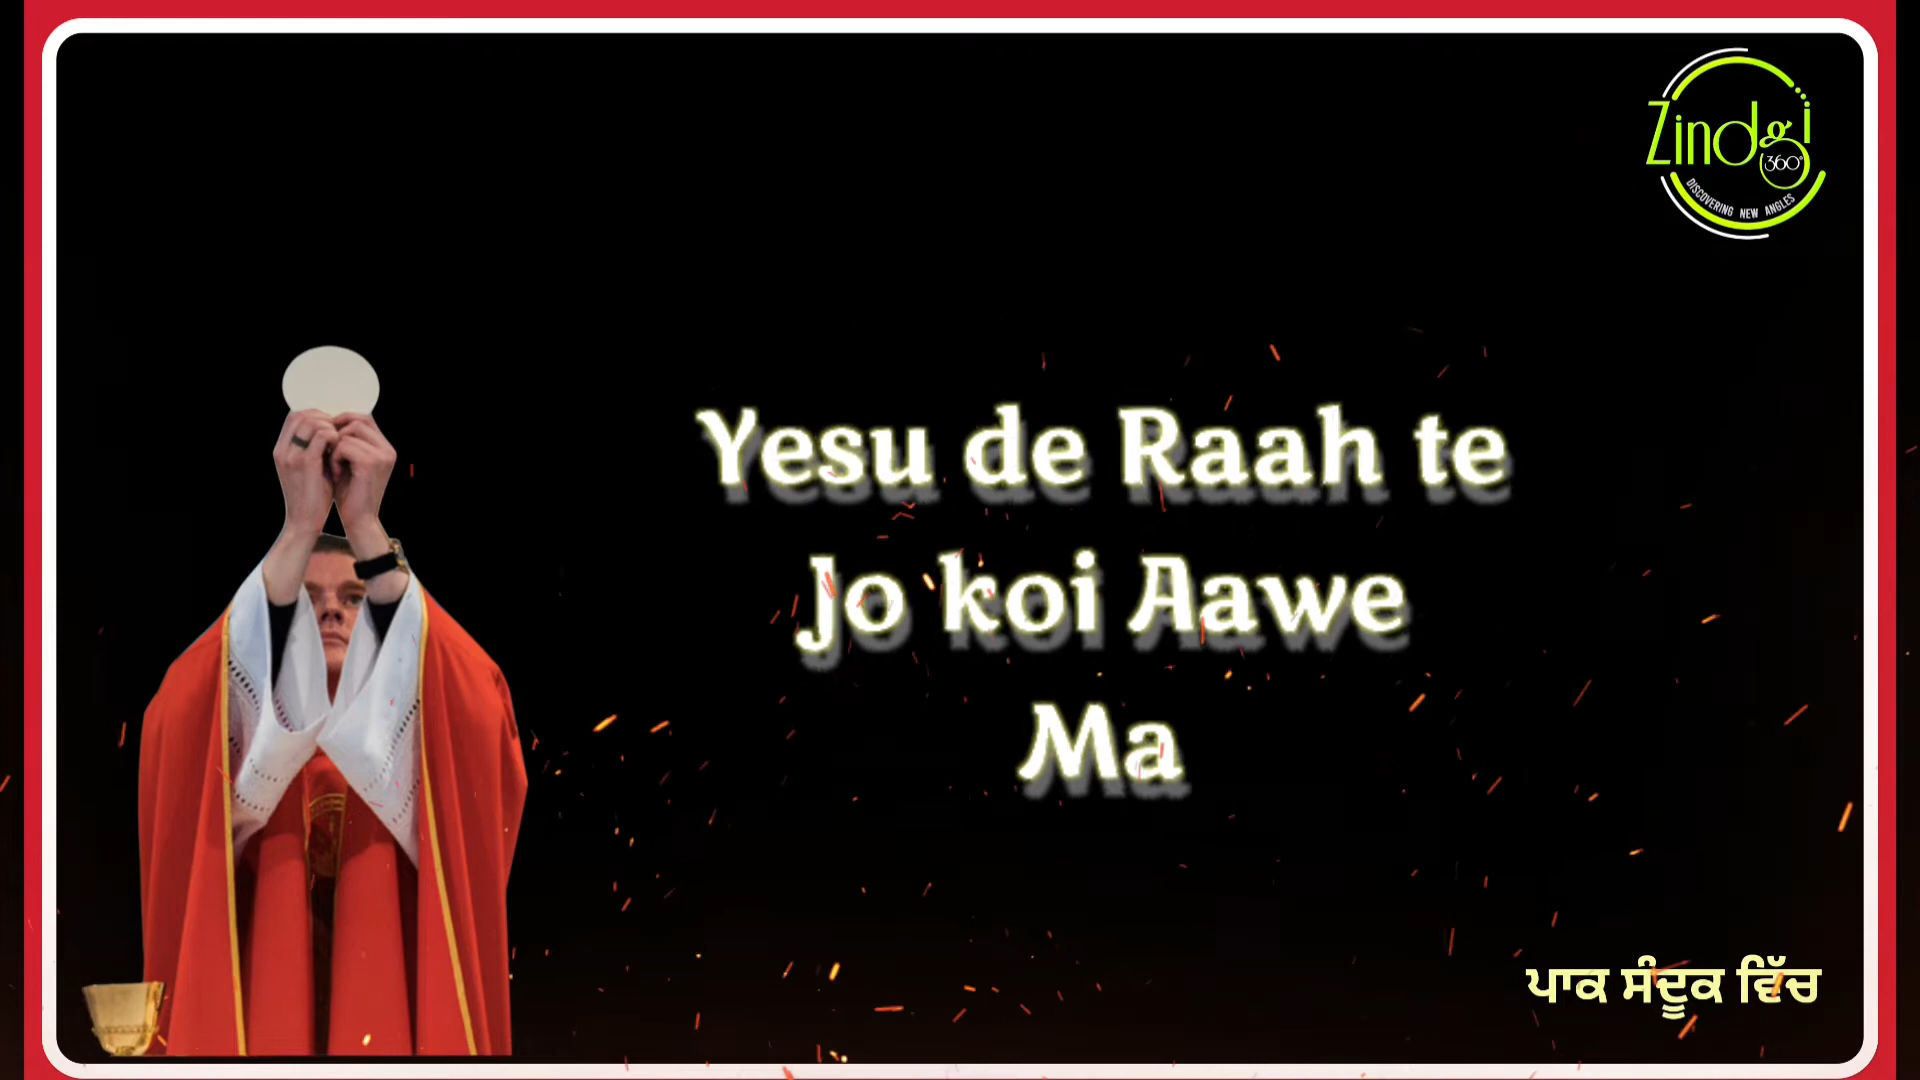 Zindgi
360°
DISCOVERING NEW ANGLES
Yesu de Raah te
Jo koi Aawe
Ma
ਪਾਕ ਸੰਦੂਕ ਵਿੱਚ